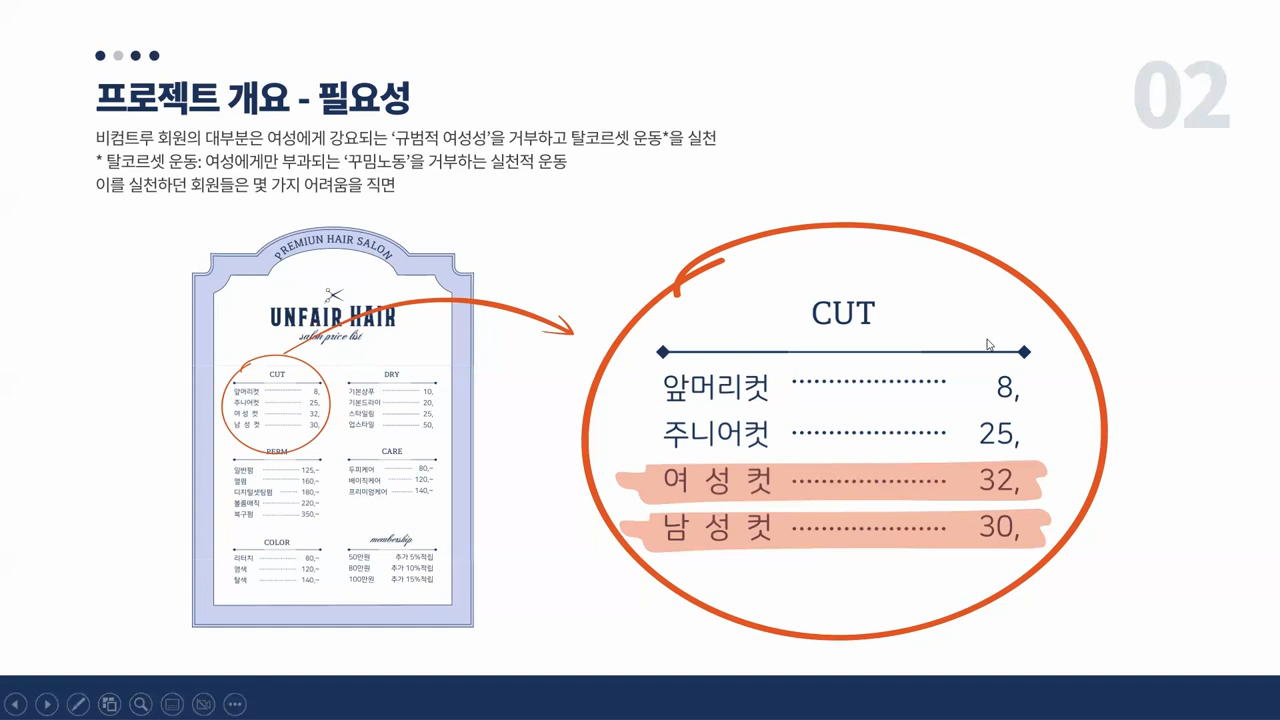 프로젝트 개요 - 필요성
02
비컴트루 회원의 대부분은 여성에게 강요되는 ‘규범적 여성성’을 거부하고 탈코르셋 운동*을 실천
* 탈코르셋 운동: 여성에게만 부과되는 ‘꾸밈노동’을 거부하는 실천적 운동
이를 실천하던 회원들은 몇 가지 어려움을 직면
PREMIUN HAIR SALON
UNFAIR HAIR
salon price list
CUT
앞머리컷 8,
주니어컷 25,
여 성 컷 32,
남 성 컷 30,
DRY
기본샴푸 10,
기본드라이 20,
스타일링 25,
업스타일 50,
PERM
일반펌 125,~
열펌 160,~
디지털셋팅펌 180,~
볼륨매직 220,~
복구펌 350,~
CARE
두피케어 80,~
베이직케어 120,~
프리미엄케어 140,~
COLOR
리터치 80,~
염색 120,~
탈색 140,~
membership
50만원 추가 5%적립
80만원 추가 10%적립
100만원 추가 15%적립
CUT
앞머리컷 8,
주니어컷 25,
여 성 컷 32,
남 성 컷 30,